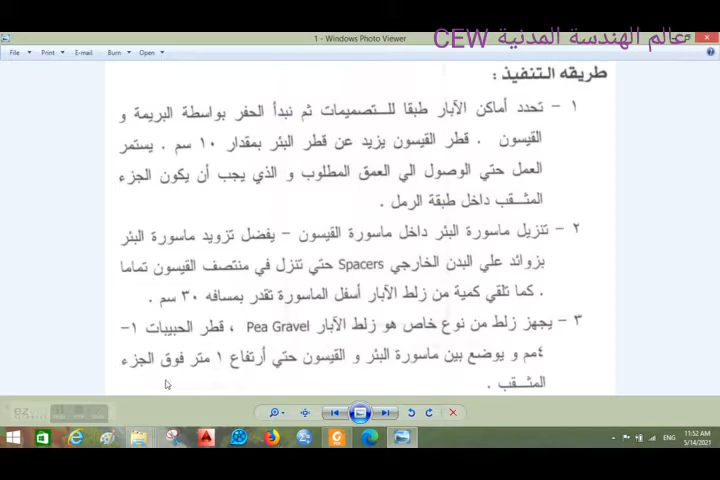 1 - Windows Photo Viewer
عالم الهندسة المدنية CEW
File Print E-mail Burn Open
طريقه التنفيذ :
١ - تحدد أماكن الآبار طبقا للتصميمات ثم نبدأ الحفر بواسطة البريمة و
القيسون . قطر القيسون يزيد عن قطر البئر بمقدار ١٠ سم . يستمر
العمل حتي الوصول الي العمق المطلوب و الذي يجب أن يكون الجزء
المثقب داخل طبقة الرمل .
٢ - تنزيل ماسورة البئر داخل ماسورة القيسون – يفضل تزويد ماسورة البئر
بزوائد علي البدن الخارجي Spacers حتي تنزل في منتصف القيسون تماما
. كما تلقي كمية من زلط الآبار أسفل الماسورة تقدر بمسافه ٣٠ سم .
٣ - يجهز زلط من نوع خاص هو زلط الآبار Pea Gravel ، قطر الحبيبات ١-
٤مم و يوضع بين ماسورة البئر و القيسون حتي أرتفاع ١ متر فوق الجزء
المثقب .
ENG
11:52 AM
5/14/2021